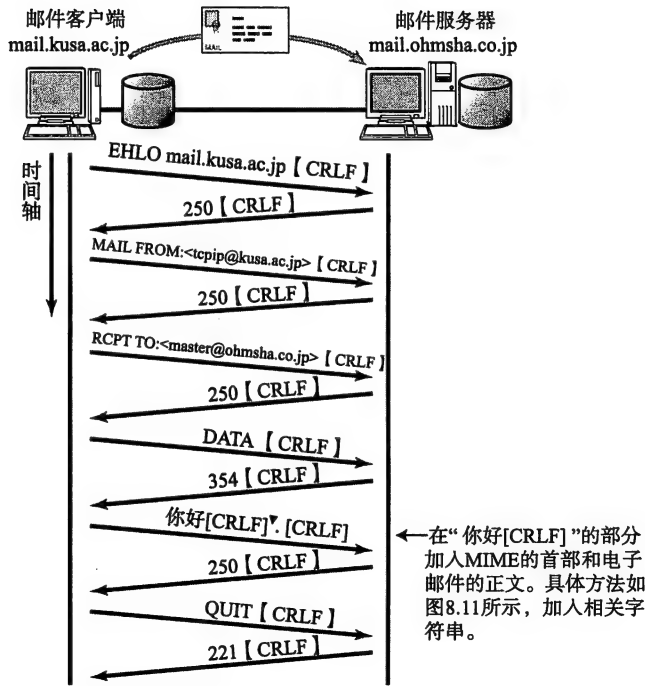 邮件客户端
mail.kusa.ac.jp
MAIL
邮件服务器
mail.ohmsha.co.jp
时间轴
EHLO mail.kusa.ac.jp【 CRLF 】
250【 CRLF 】
MAIL FROM:<tcpip@kusa.ac.jp>【 CRLF 】
250【 CRLF 】
RCPT TO:<master@ohmsha.co.jp>【 CRLF 】
250【 CRLF 】
DATA 【 CRLF 】
354【 CRLF 】
你好[CRLF]▼. [CRLF]
250【 CRLF 】
QUIT【 CRLF 】
221【 CRLF 】
在“ 你好[CRLF] ”的部分
加入MIME的首部和电子
邮件的正文。具体方法如
图8.11所示，加入相关字
符串。